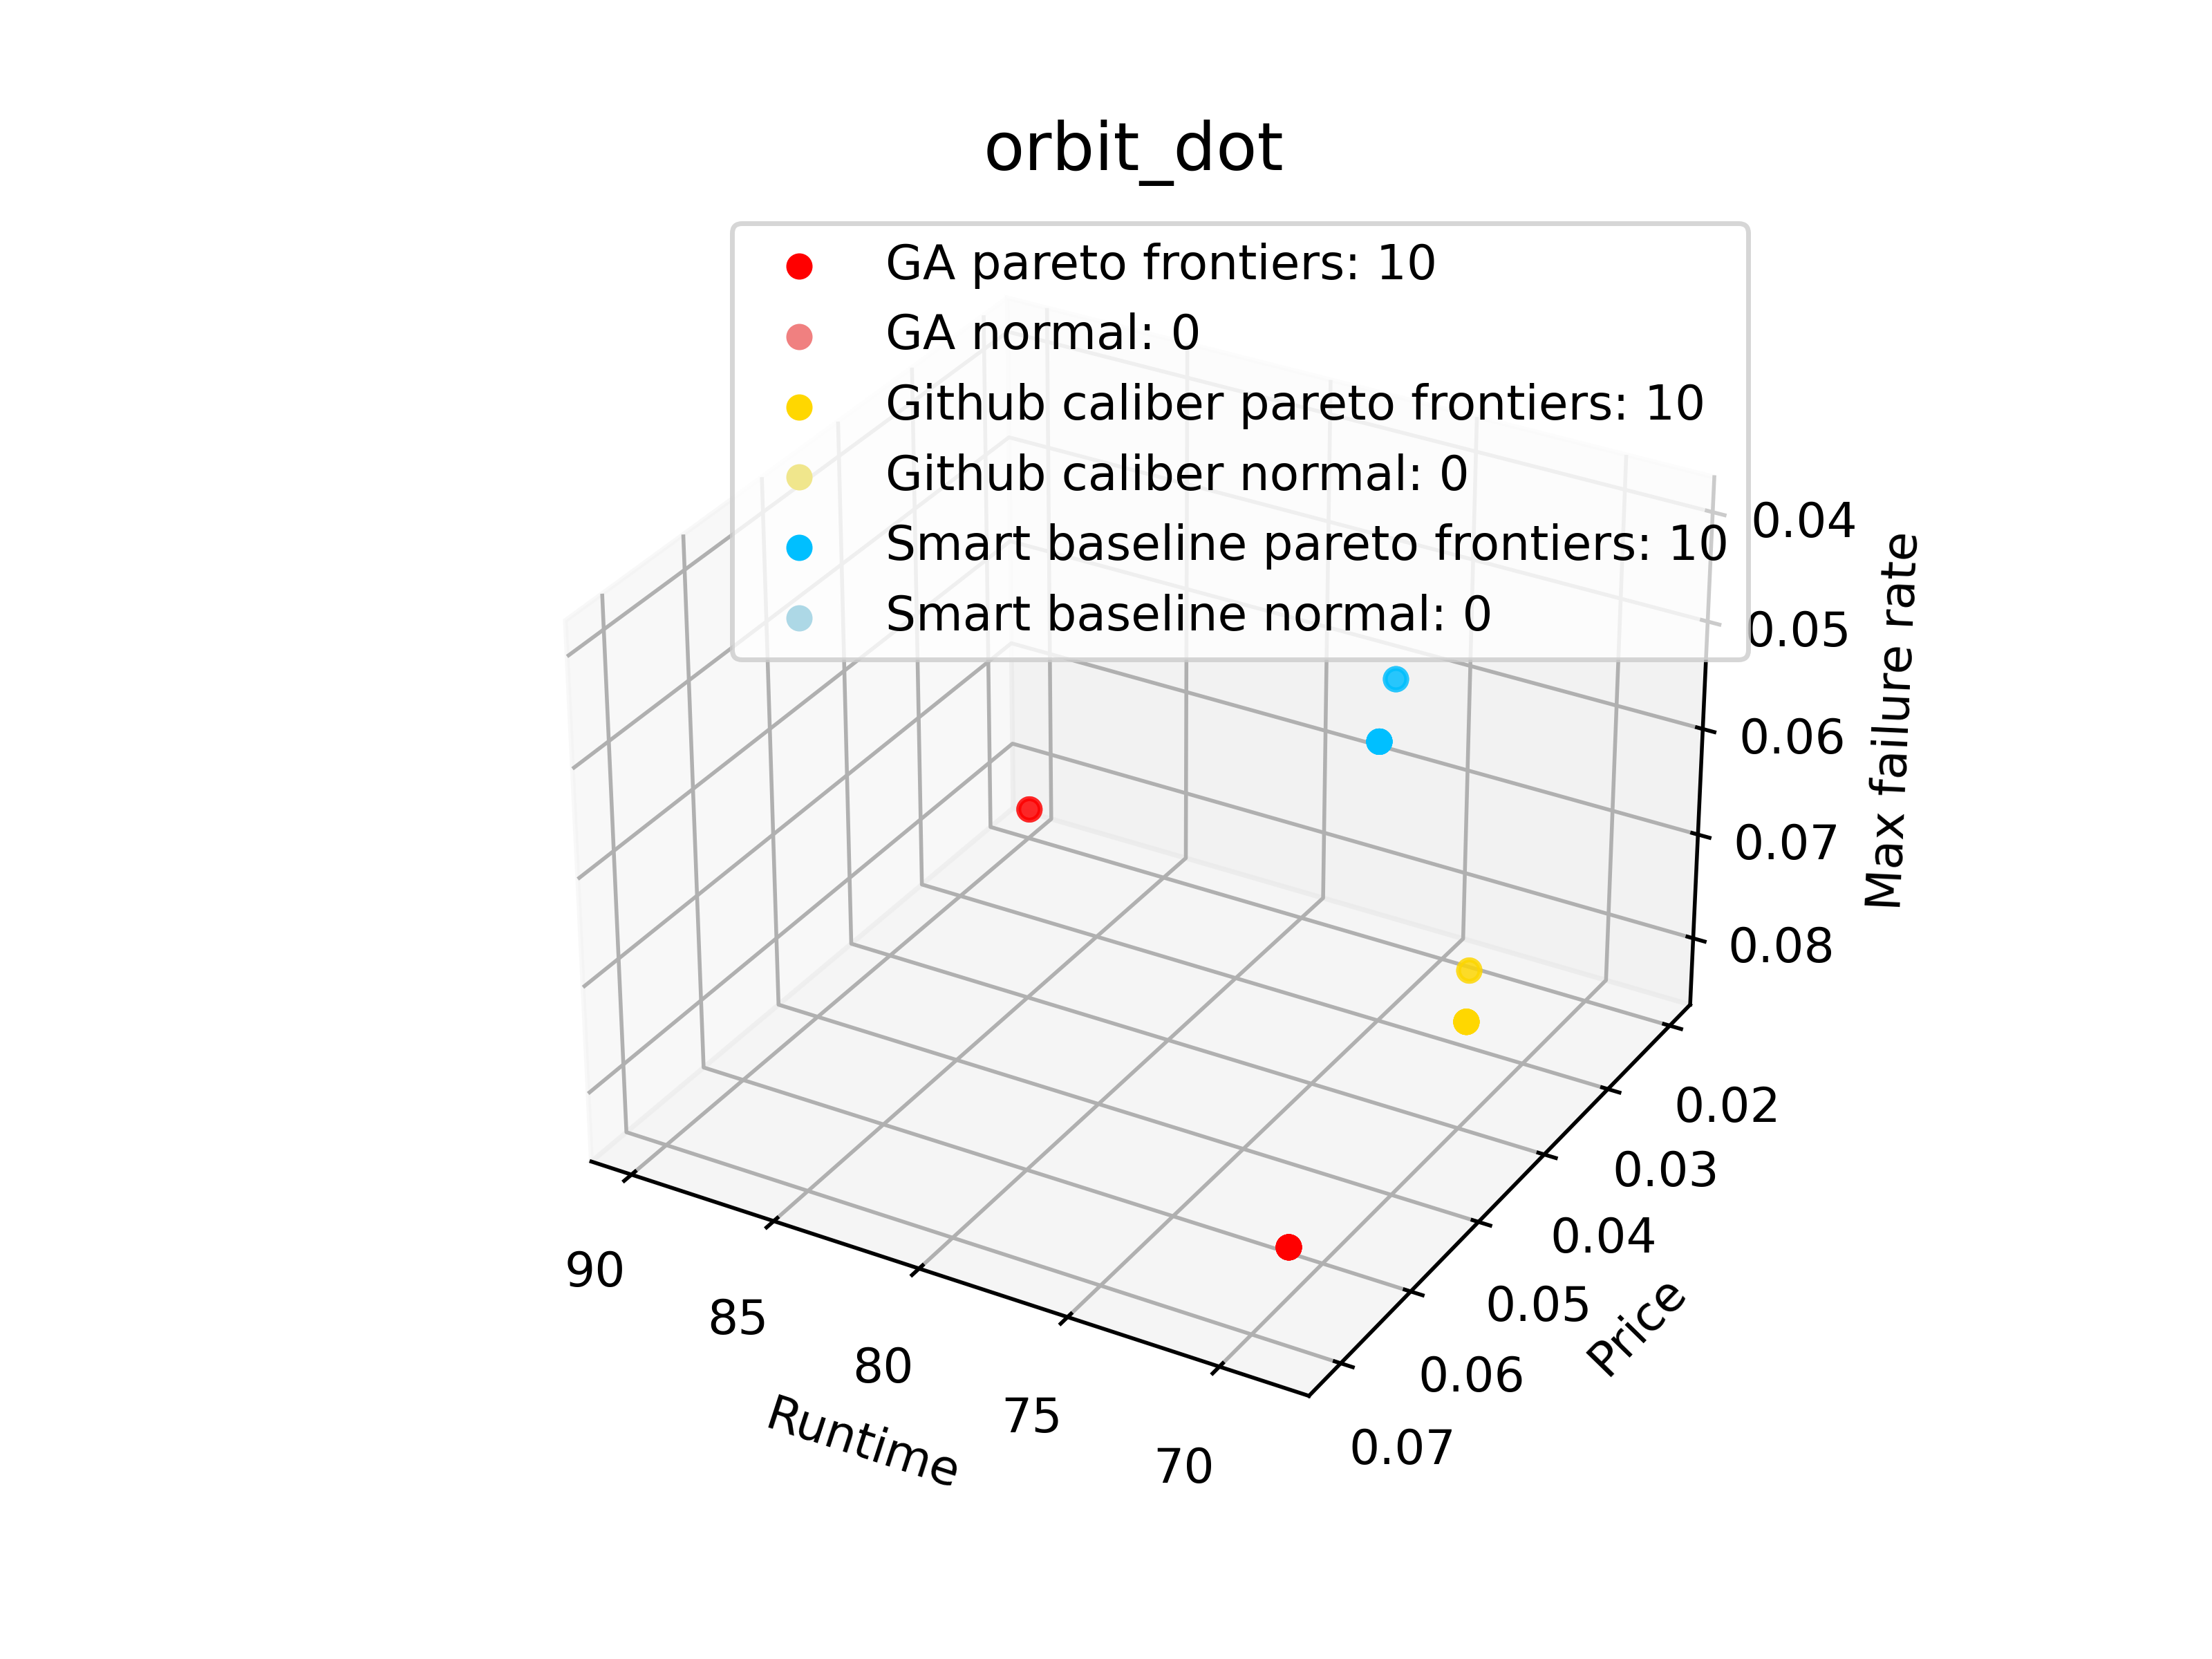 orbit_dot
GA pareto frontiers: 10
GA normal: 0
Github caliber pareto frontiers: 10
Github caliber normal: 0
Smart baseline pareto frontiers: 10
Smart baseline normal: 0
0.04
0.05
0.06
0.07
0.08
Max failure rate
0.02
0.03
0.04
0.05
0.06
0.07
Price
90
85
80
75
70
Runtime